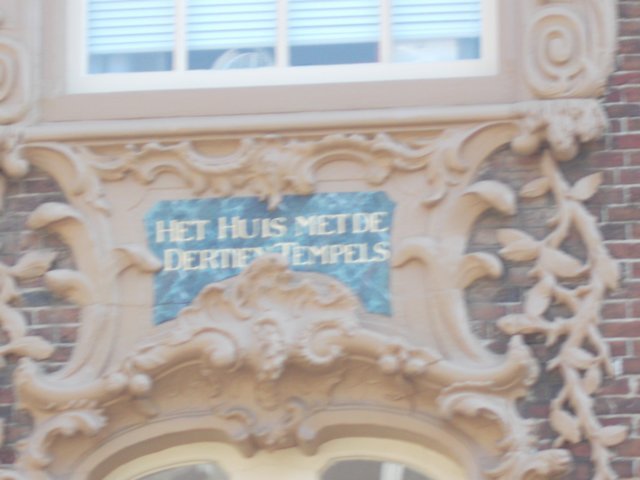 HET HUIS MET DE
DERTIEN TEMPELS